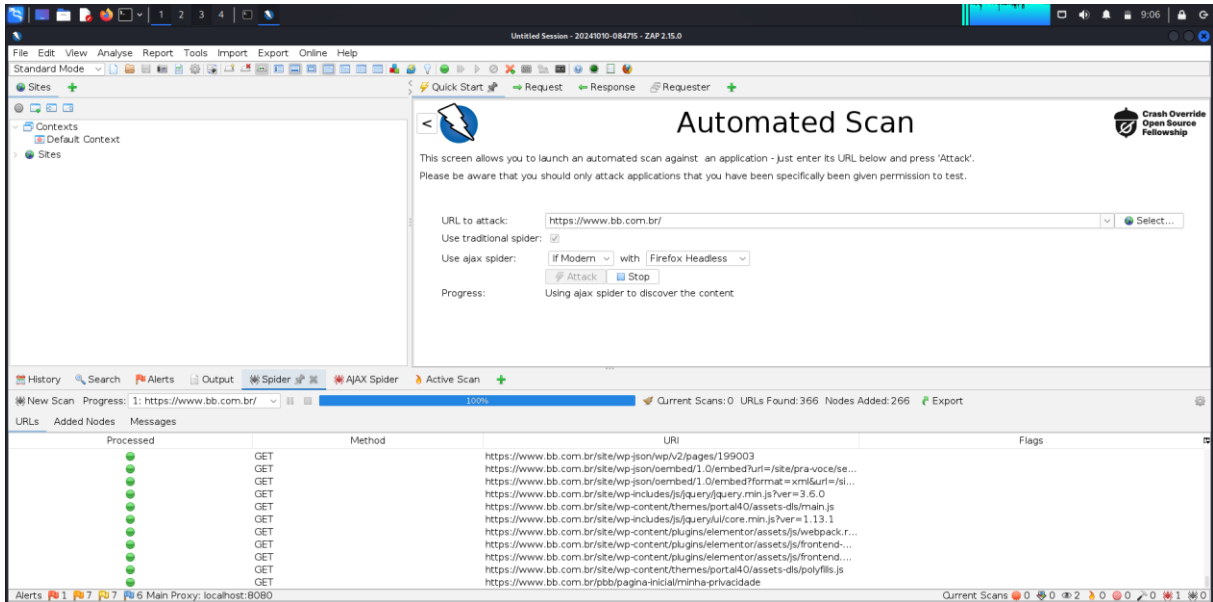 1 2 3 4
9:06
Untitled Session - 20241010-084715 - ZAP 2.15.0
File Edit View Analyse Report Tools Import Export Online Help
Standard Mode
Sites
Quick Start Request Response Requester
Contexts
Default Context
Sites
<
Automated Scan
Crash Override
Open Source
Fellowship
This screen allows you to launch an automated scan against an application - just enter its URL below and press 'Attack'.
Please be aware that you should only attack applications that you have been specifically been given permission to test.
URL to attack: https://www.bb.com.br/ Select...
Use traditional spider:
Use ajax spider: If Modern with Firefox Headless
Attack Stop
Progress: Using ajax spider to discover the content
History Search Alerts Output Spider AJAX Spider Active Scan
New Scan Progress: 1: https://www.bb.com.br/ 100% Current Scans: 0 URLs Found: 366 Nodes Added: 266 Export
URLs Added Nodes Messages
Processed Method URI Flags
GET https://www.bb.com.br/site/wp-json/wp/v2/pages/199003
GET https://www.bb.com.br/site/wp-json/oembed/1.0/embed?url=/site/pra-voce/se...
GET https://www.bb.com.br/site/wp-json/oembed/1.0/embed?format=xml&url=/si...
GET https://www.bb.com.br/site/wp-includes/js/jquery/jquery.min.js?ver=3.6.0
GET https://www.bb.com.br/site/wp-content/themes/portal40/assets-dls/main.js
GET https://www.bb.com.br/site/wp-includes/js/jquery/ui/core.min.js?ver=1.13.1
GET https://www.bb.com.br/site/wp-content/plugins/elementor/assets/js/webpack.r...
GET https://www.bb.com.br/site/wp-content/plugins/elementor/assets/js/frontend-...
GET https://www.bb.com.br/site/wp-content/plugins/elementor/assets/js/frontend....
GET https://www.bb.com.br/site/wp-content/themes/portal40/assets-dls/polyfills.js
GET https://www.bb.com.br/pbb/pagina-inicial/minha-privacidade
Alerts 1 7 7 6 Main Proxy: localhost:8080 Current Scans 0 0 2 0 0 0 1 0